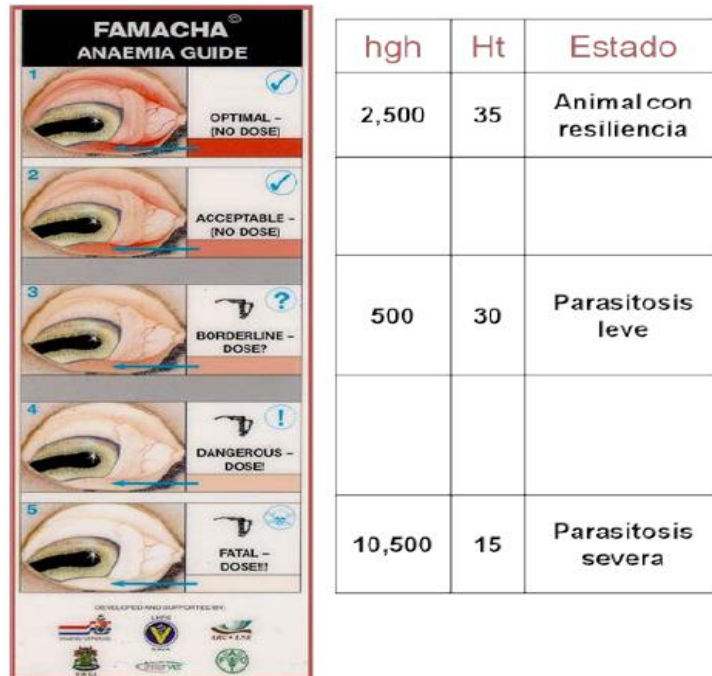 FAMACHA©
ANAEMIA GUIDE
1
OPTIMAL –
(NO DOSE)
2
ACCEPTABLE –
(NO DOSE)
3
?
BORDERLINE –
DOSE?
4
!
DANGEROUS –
DOSE!
5
FATAL –
DOSE!!!
DEVELOPED AND SUPPORTED BY:
hgh Ht Estado
2,500 35 Animal con
resiliencia
500 30 Parasitosis
leve
10,500 15 Parasitosis
severa